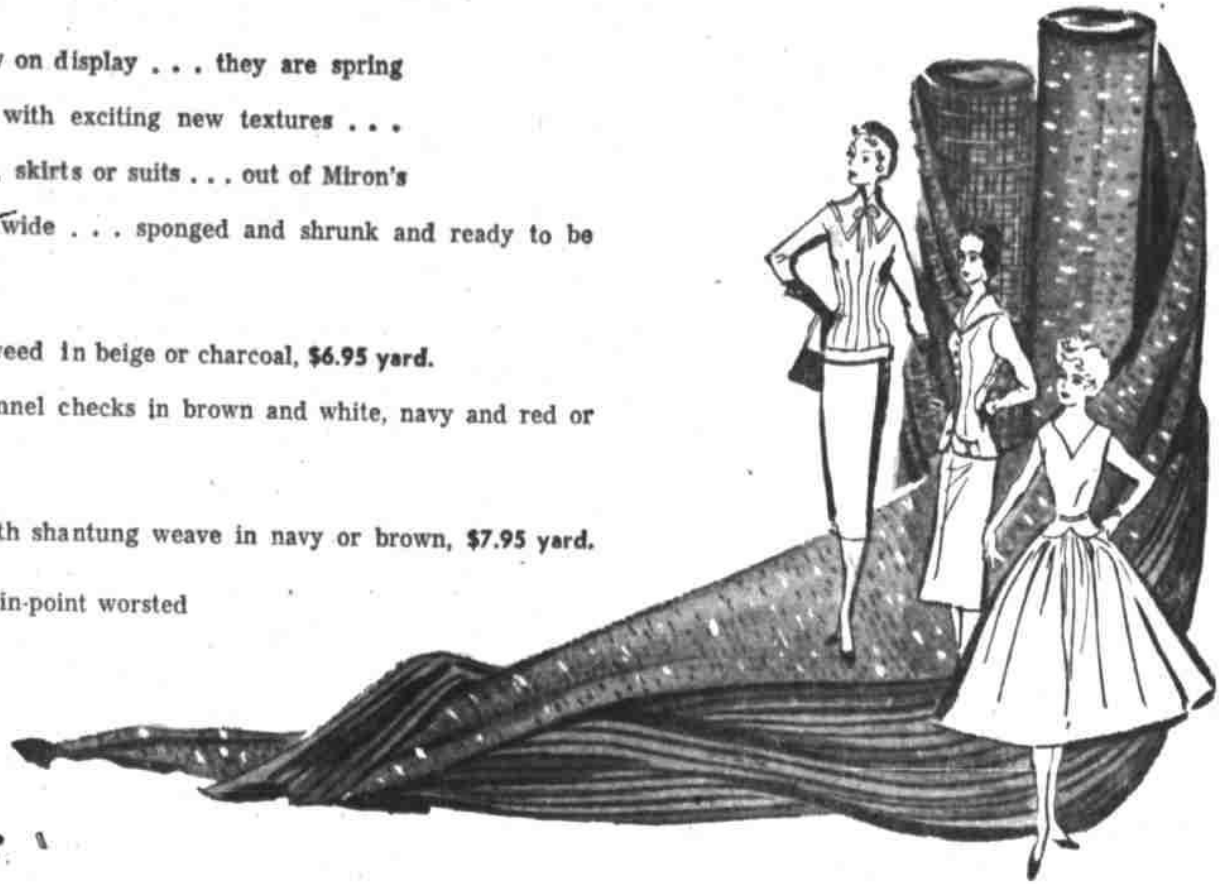 y on display . . . they are spring
with exciting new textures . . .
skirts or suits . . . out of Miron's
wide . . . sponged and shrunk and ready to be
eed in beige or charcoal, $6.95 yard.
nnel checks in brown and white, navy and red or
th shantung weave in navy or brown, $7.95 yard.
in-point worsted